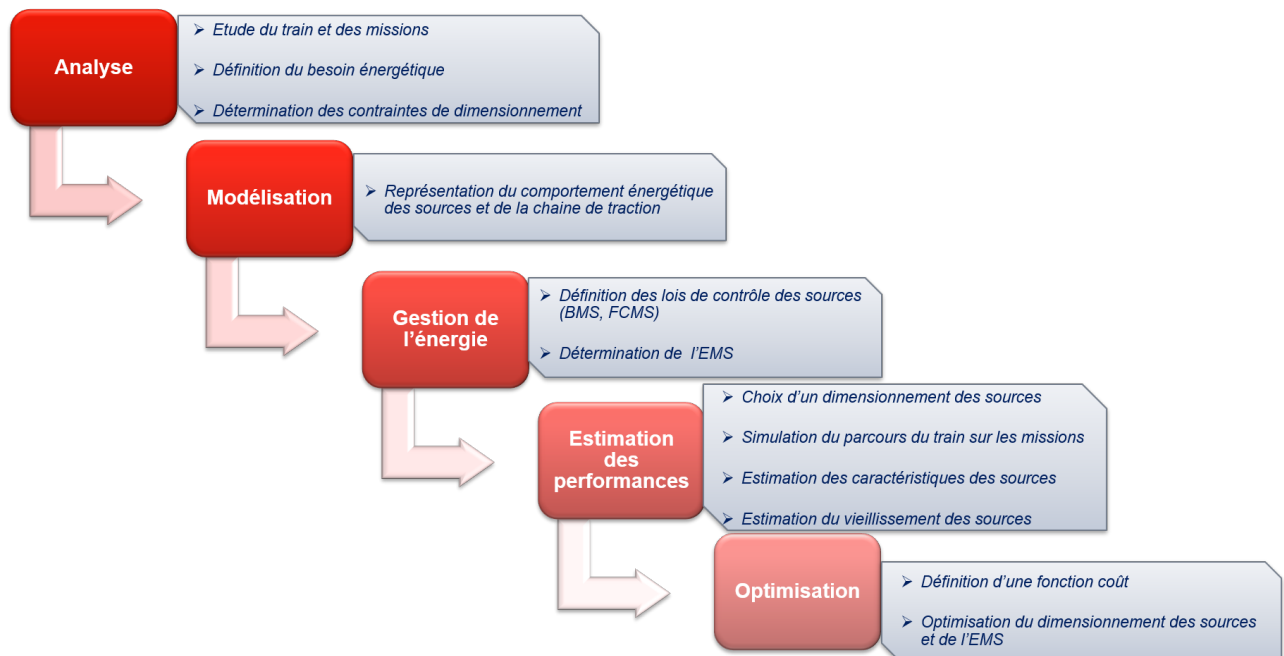 Analyse
➢ Etude du train et des missions
➢ Définition du besoin énergétique
➢ Détermination des contraintes de dimensionnement
Modélisation
➢ Représentation du comportement énergétique
des sources et de la chaine de traction
Gestion de
l’énergie
➢ Définition des lois de contrôle des sources
(BMS, FCMS)
➢ Détermination de l’EMS
Estimation
des
performances
➢ Choix d’un dimensionnement des sources
➢ Simulation du parcours du train sur les missions
➢ Estimation des caractéristiques des sources
➢ Estimation du vieillissement des sources
Optimisation
➢ Définition d’une fonction coût
➢ Optimisation du dimensionnement des sources
et de l’EMS